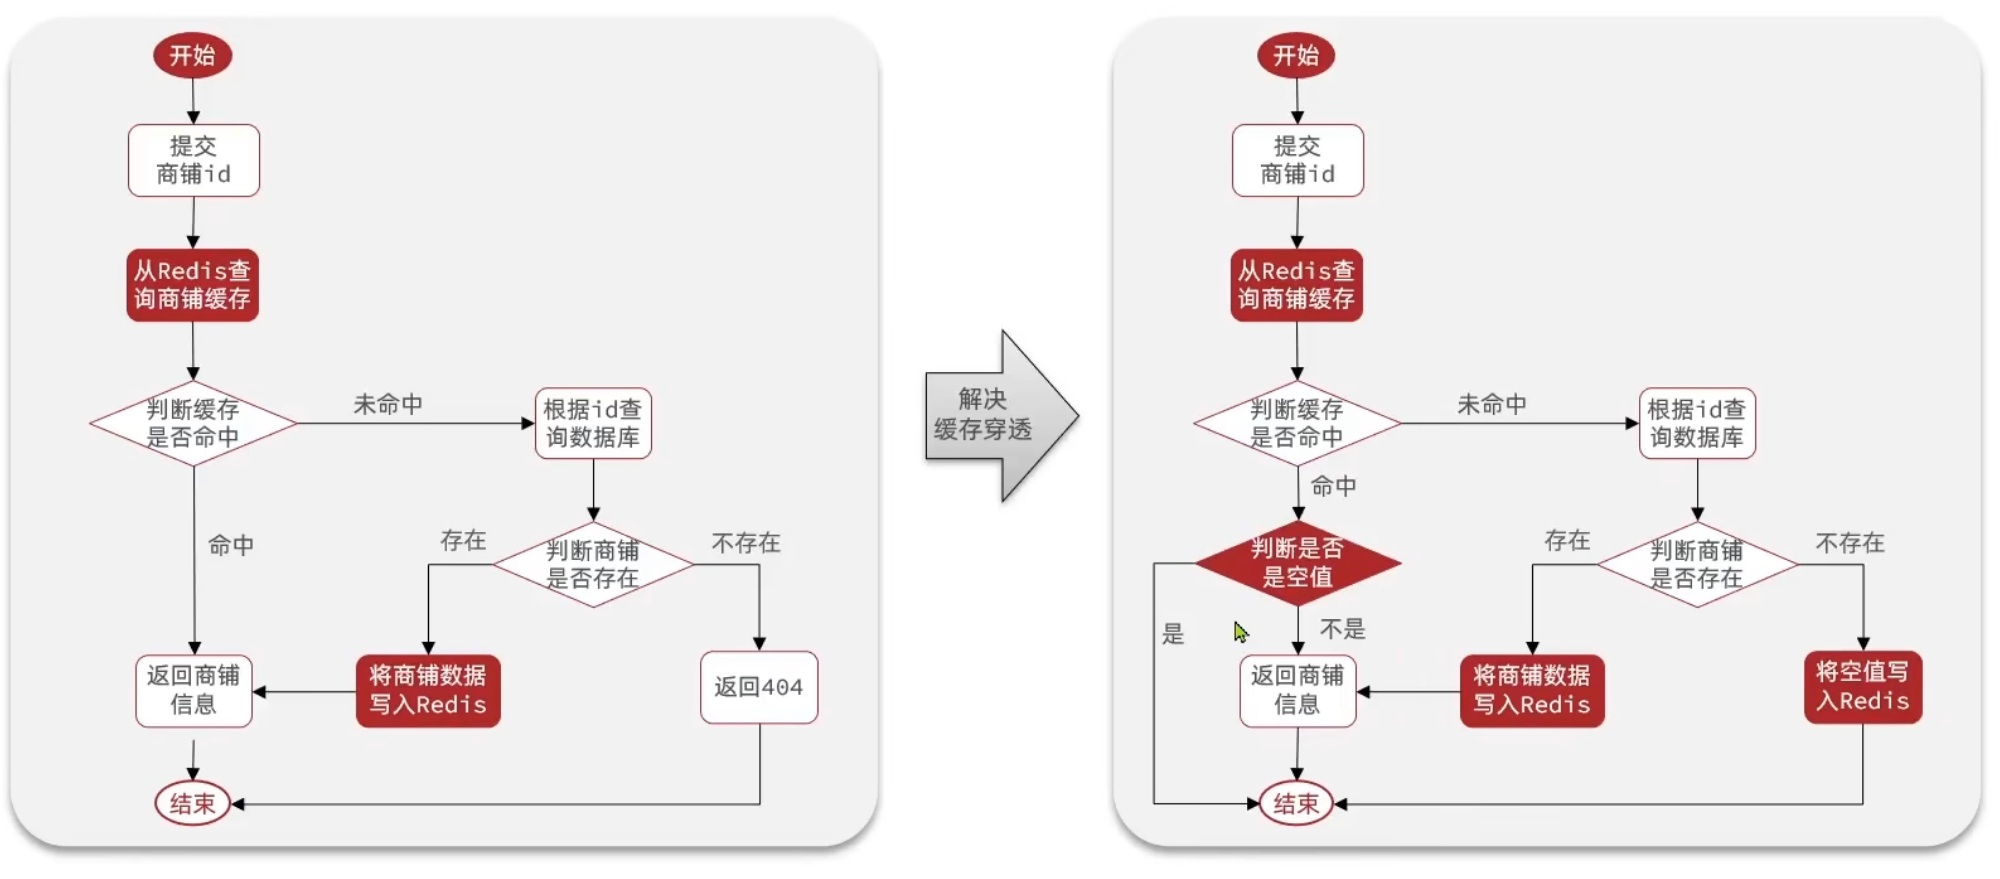 开始
提交
商铺id
从Redis查
询商铺缓存
判断缓存
是否命中
未命中
根据id查
询数据库
命中
存在
判断商铺
是否存在
不存在
返回商铺
信息
将商铺数据
写入Redis
返回404
结束
解决
缓存穿透
开始
提交
商铺id
从Redis查
询商铺缓存
判断缓存
是否命中
未命中
根据id查
询数据库
命中
判断是否
是空值
存在
判断商铺
是否存在
不存在
是
不是
返回商铺
信息
将商铺数据
写入Redis
将空值写
入Redis
结束